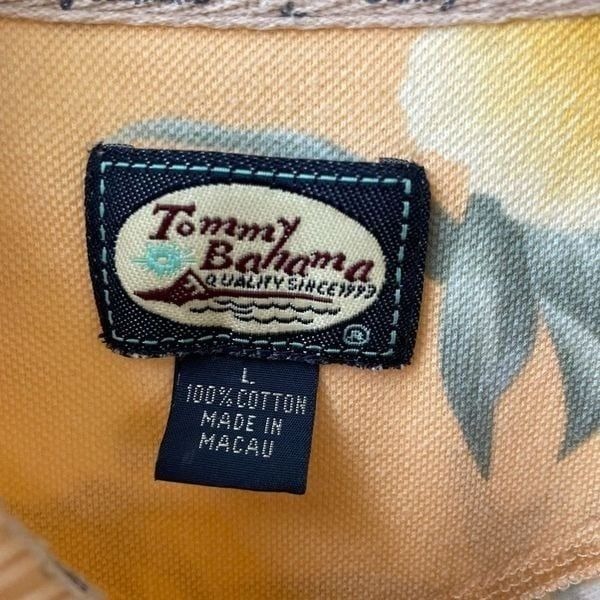 Tommy
Bahama
QUALITY SINCE 1993
®
L
100% COTTON
MADE IN
MACAU